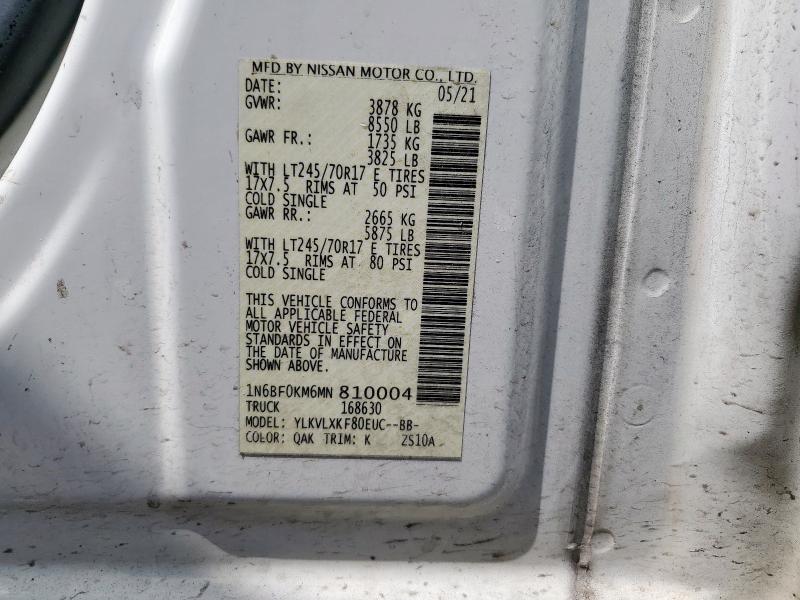 MFD BY NISSAN MOTOR CO., LTD.
DATE: 05/21
GVWR: 3878 KG
8550 LB
GAWR FR.: 1735 KG
3825 LB
WITH LT245/70R17 E TIRES
17X7.5 RIMS AT 50 PSI
COLD SINGLE
GAWR RR.: 2665 KG
5875 LB
WITH LT245/70R17 E TIRES
17X7.5 RIMS AT 80 PSI
COLD SINGLE
THIS VEHICLE CONFORMS TO
ALL APPLICABLE FEDERAL
MOTOR VEHICLE SAFETY
STANDARDS IN EFFECT ON
THE DATE OF MANUFACTURE
SHOWN ABOVE.
1N6BF0KM6MN 810004
TRUCK 168630
MODEL: YLKVLXKF80EUC--BB-
COLOR: QAK TRIM: K ZS10A